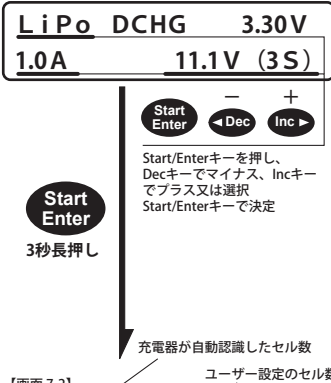 LiPo DCHG 3.30V
1.0A 11.1V (3S)
− +
Start Enter ◄Dec Inc►
Start/Enterキーを押し、
Decキーでマイナス、Incキー
でプラス又は選択
Start/Enterキーで決定
Start
Enter
3秒長押し
充電器が自動認識したセル数
ユーザー設定のセル数